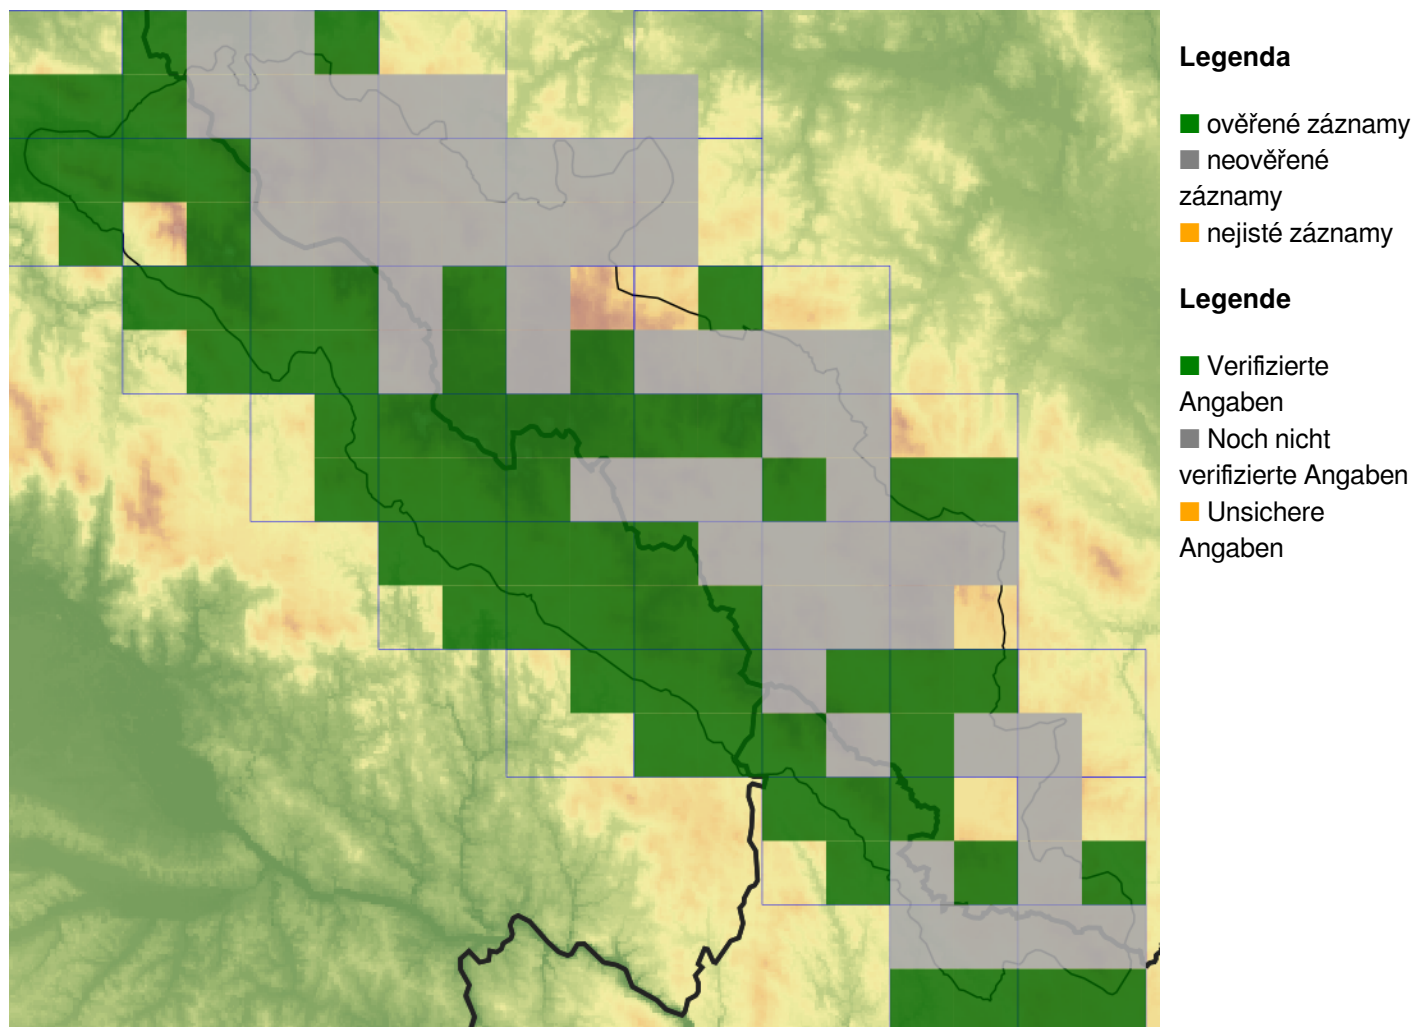 Legenda
ověřené záznamy
neověřené
záznamy
nejisté záznamy
Legende
Verifizierte
Angaben
Noch nicht
verifizierte Angaben
Unsichere
Angaben